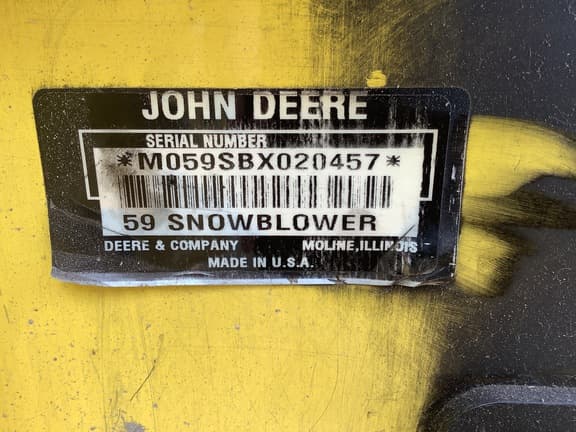 JOHN DEERE
SERIAL NUMBER
*M059SBX020457*
59 SNOWBLOWER
DEERE & COMPANY MOLINE, ILLINOIS
MADE IN U.S.A.